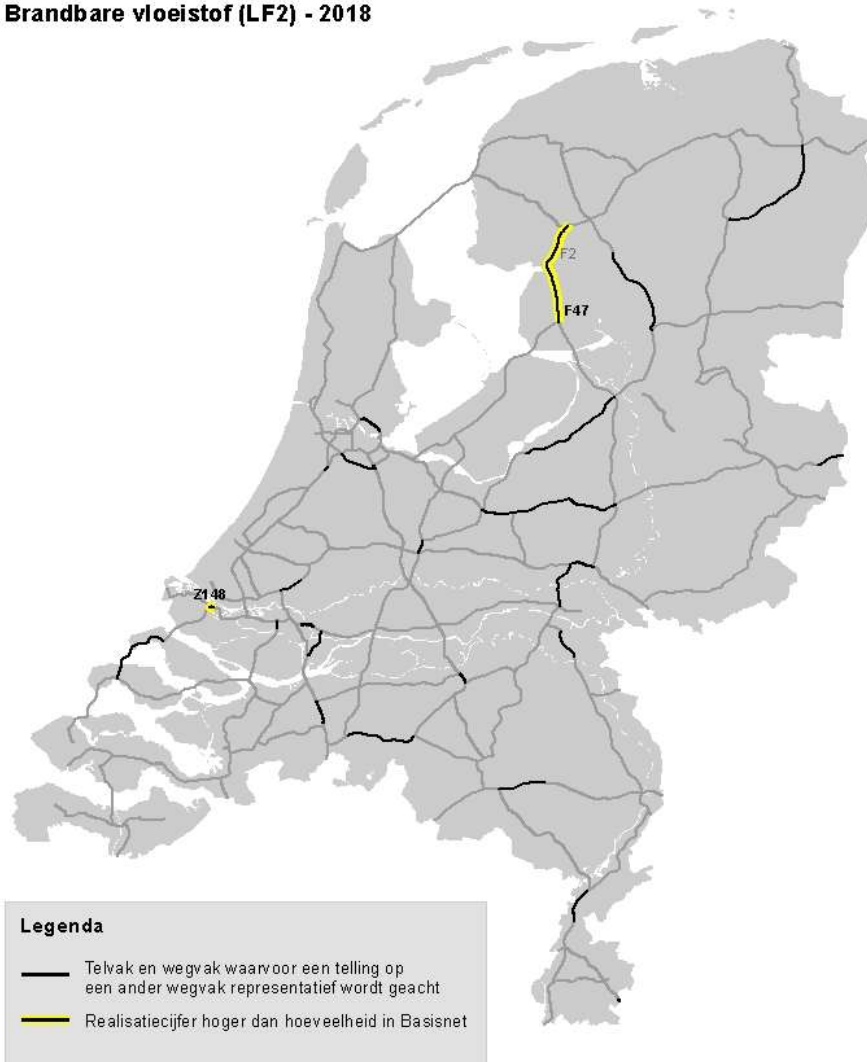 Brandbare vloeistof (LF2) - 2018
F2
F47
Z148
Legenda
Telvak en wegvak waarvoor een telling op
een ander wegvak representatief wordt geacht
Realisatiecijfer hoger dan hoeveelheid in Basisnet